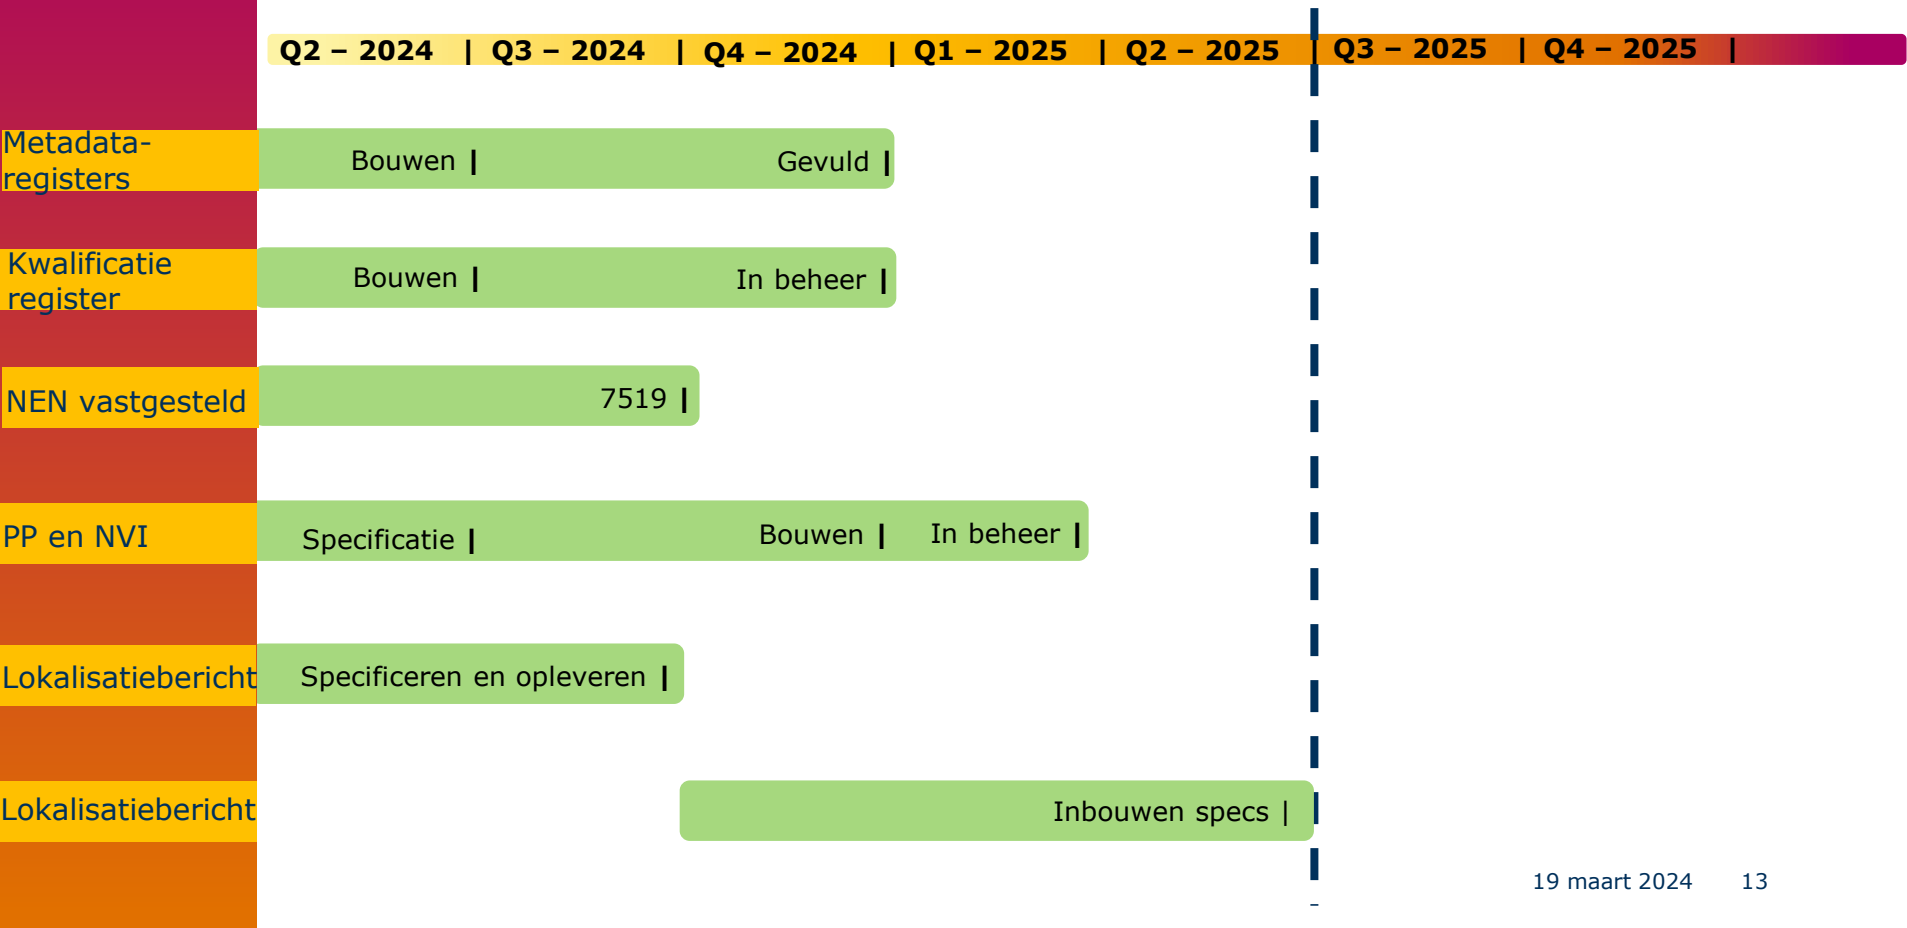 Q2 – 2024 | Q3 – 2024 | Q4 – 2024 | Q1 – 2025 | Q2 – 2025 | Q3 – 2025 | Q4 – 2025 |
Metadata-
registers
Bouwen | Gevuld |
Kwalificatie
register
Bouwen | In beheer |
NEN vastgesteld
7519 |
PP en NVI
Specificatie | Bouwen | In beheer |
Lokalisatiebericht
Specificeren en opleveren |
Lokalisatiebericht
Inbouwen specs |
19 maart 2024 13